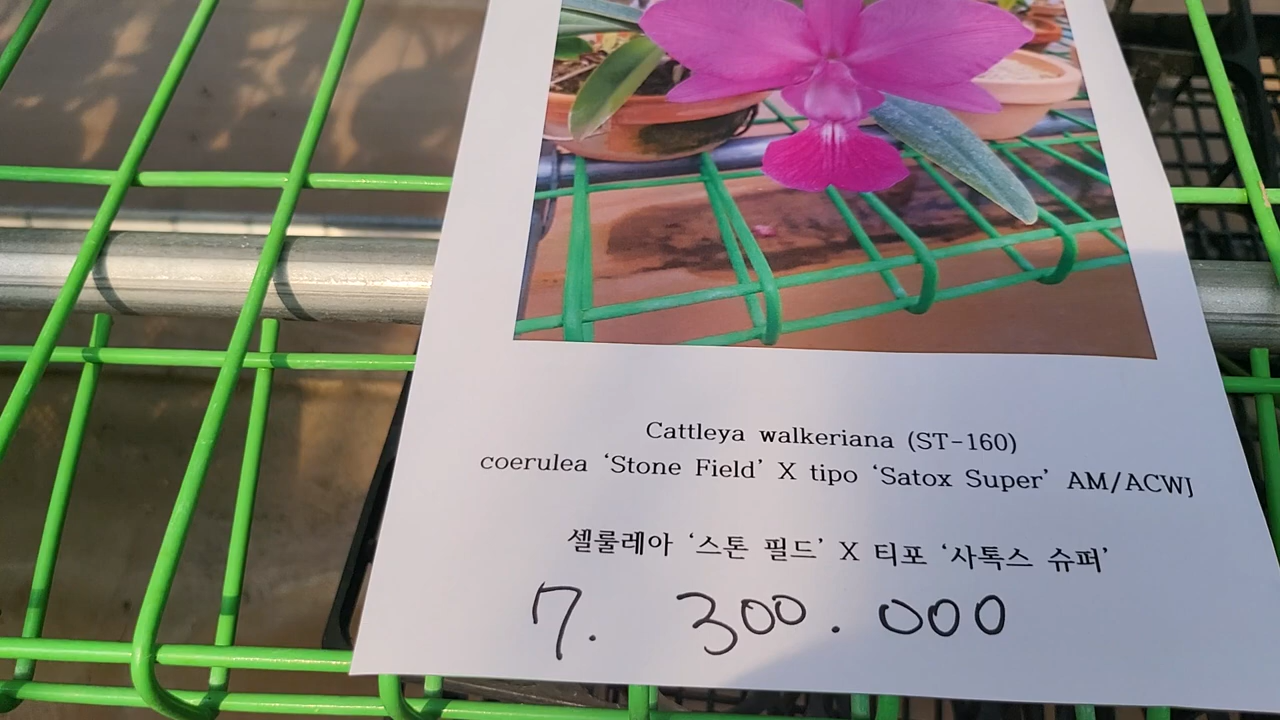 Cattleya walkeriana (ST-160)
coerulea ‘Stone Field’ X tipo ‘Satox Super’ AM/ACWJ
셀룰레아 ‘스톤 필드’ X 티포 ‘사톡스 슈퍼’
7. 300.000